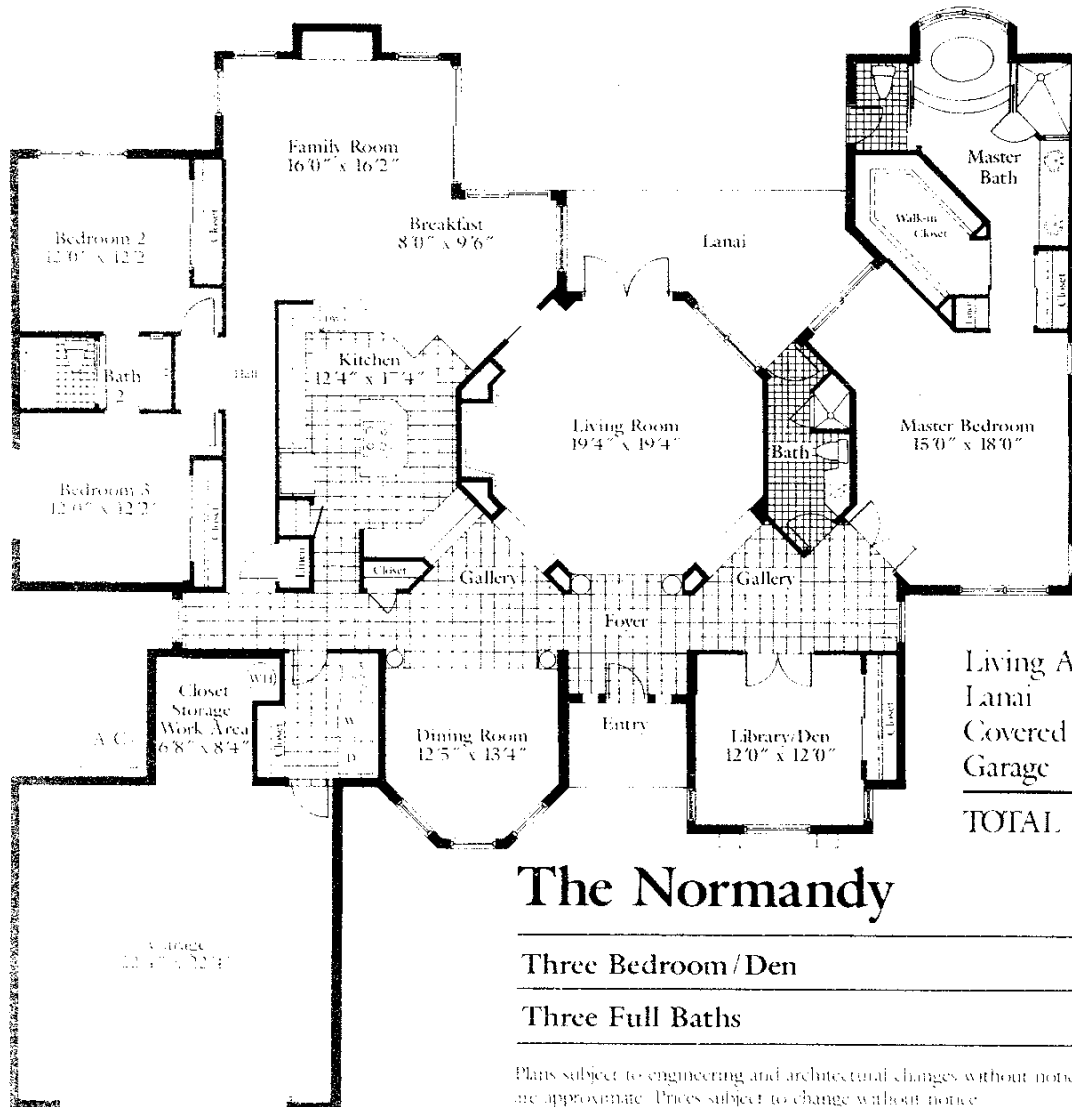 Family Room
16'0" x 16'2"
Master
Bath
Breakfast
8'0" x 9'6"
Walk-in
Closet
Closet
Bedroom 2
12'0" x 12'2
Lanai
Closet
Linen
DW
Kitchen
12'4" x 17'4"
Hall
Bath
2
Living Room
19'4" x 19'4"
Master Bedroom
15'0" x 18'0"
Bath
Bedroom 3
12'0" x 12'2"
Closet
Linen
Closet
Gallery
Gallery
Foyer
Closet
Storage
Work Area
6'8" x 8'4"
WH
A/C
Closet
W
D
Dining Room
12'5" x 13'4"
Entry
Library/Den
12'0" x 12'0"
Closet
Living A
Lanai
Covered
Garage
TOTAL
Garage
The Normandy
Three Bedroom/Den
Three Full Baths
Plans subject to engineering and architectural changes without notic
are approximate. Prices subject to change without notice